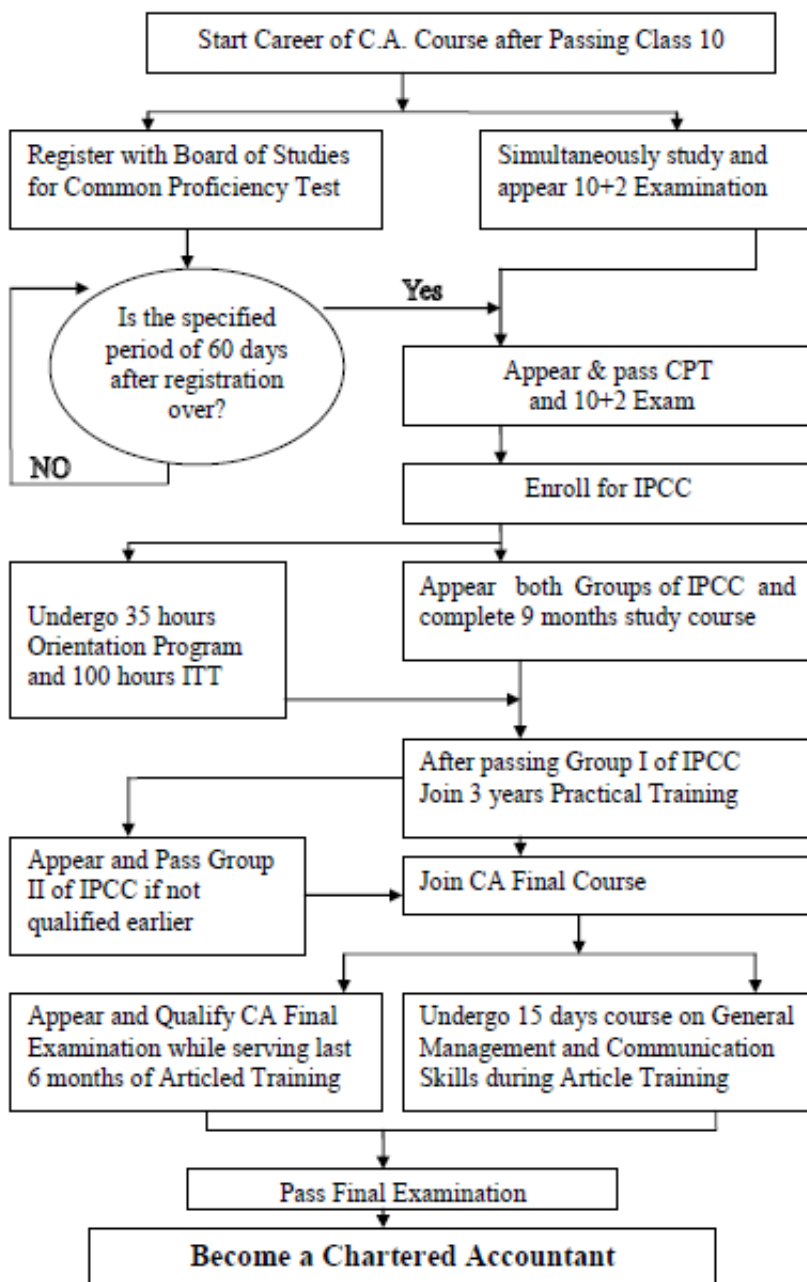 Start Career of C.A. Course after Passing Class 10
Register with Board of Studies
for Common Proficiency Test
Simultaneously study and
appear 10+2 Examination
Is the specified
period of 60 days
after registration
over?
Yes
NO
Appear & pass CPT
and 10+2 Exam
Enroll for IPCC
Undergo 35 hours
Orientation Program
and 100 hours ITT
Appear both Groups of IPCC and
complete 9 months study course
After passing Group I of IPCC
Join 3 years Practical Training
Appear and Pass Group
II of IPCC if not
qualified earlier
Join CA Final Course
Appear and Qualify CA Final
Examination while serving last
6 months of Articled Training
Undergo 15 days course on General
Management and Communication
Skills during Article Training
Pass Final Examination
Become a Chartered Accountant